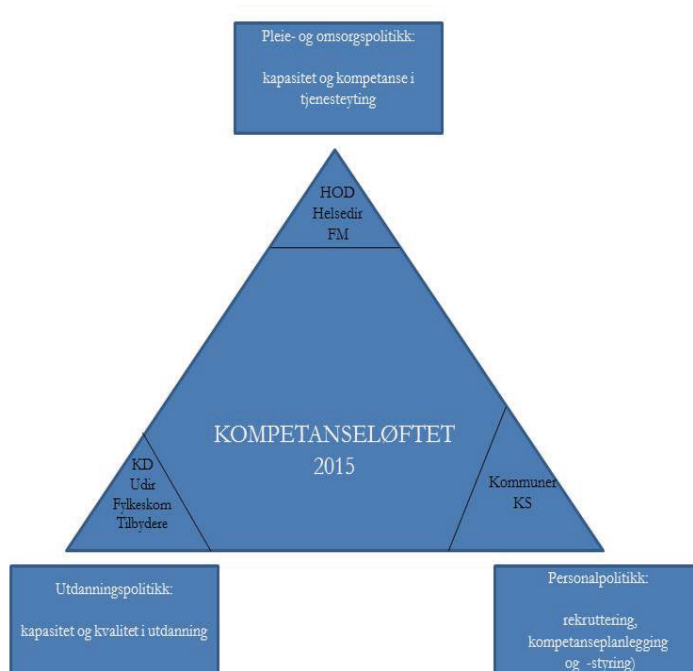 Pleie- og omsorgspolitikk:
kapasitet og kompetanse i
tjenesteyting
HOD
Helsedir
FM
KOMPETANSELØFTET
2015
KD
Udir
Fylkeskom
Tilbydere
Kommuner
KS
Utdanningspolitikk:
kapasitet og kvalitet i utdanning
Personalpolitikk:
rekruttering,
kompetanseplanlegging
og -styring)